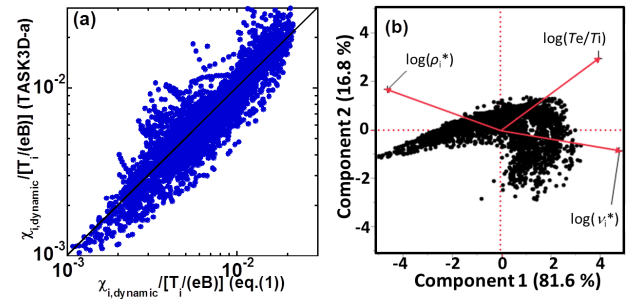 (a)
χi,dynamic/[Ti/(eB)] (TASK3D-a)
10-2
10-3
10-3
10-2
χi,dynamic/[Ti/(eB)] (eq.(1))
(b)
log(Te/Ti)
log(ρi*)
log(νi*)
Component 2 (16.8 %)
4
2
0
-2
-4
-4
-2
0
2
4
Component 1 (81.6 %)